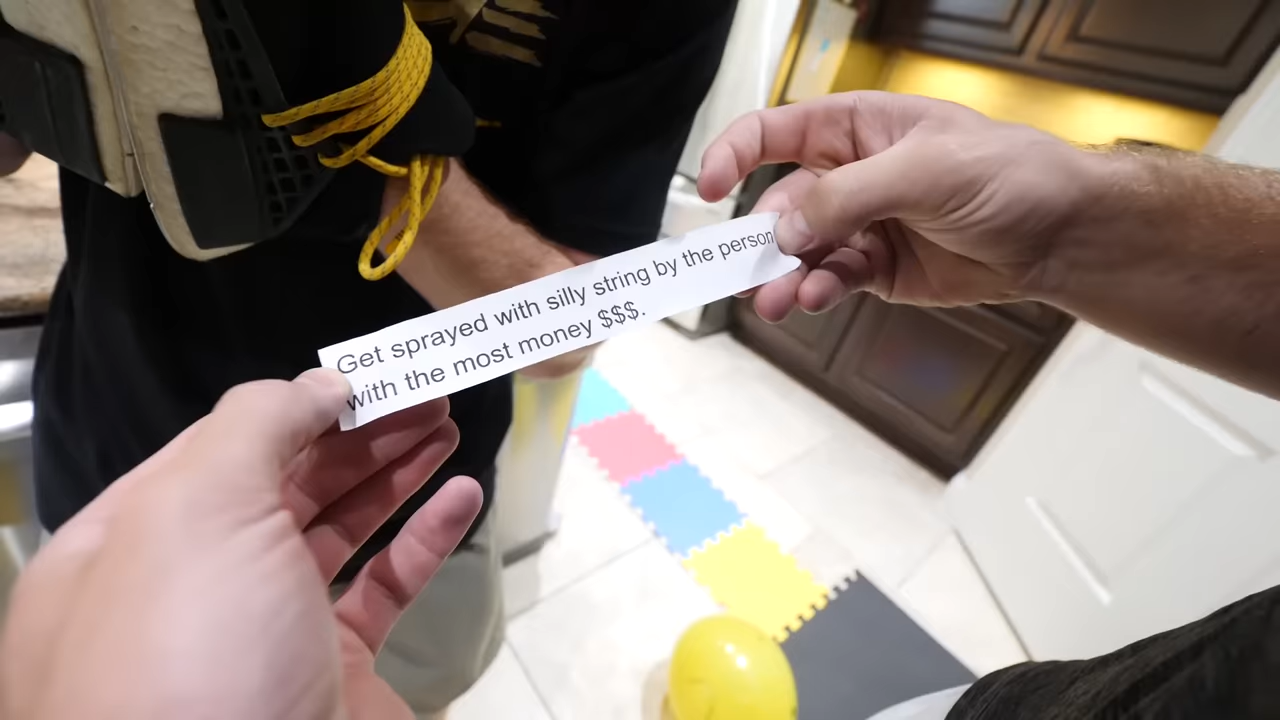 Get sprayed with silly string by the person
with the most money $$$.